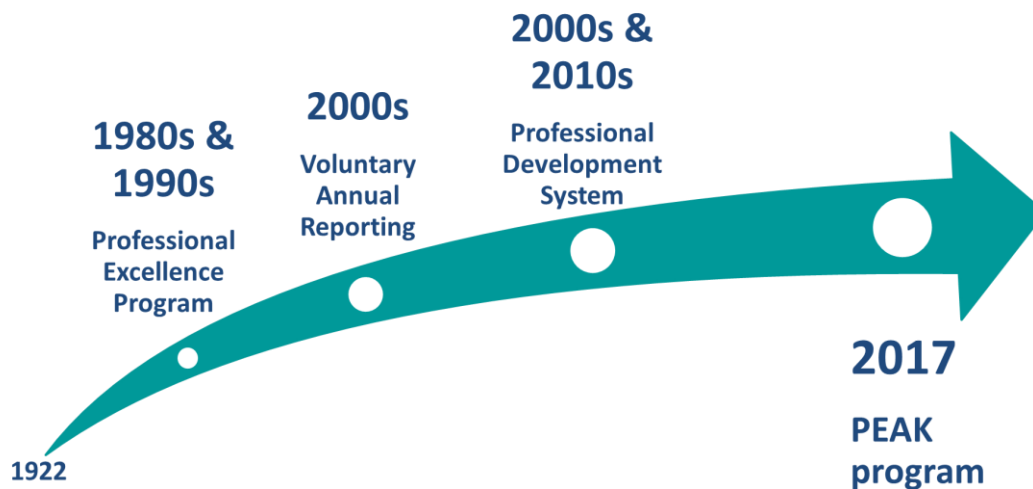 1922
1980s &
1990s
Professional
Excellence
Program
2000s
Voluntary
Annual
Reporting
2000s &
2010s
Professional
Development
System
2017
PEAK
program